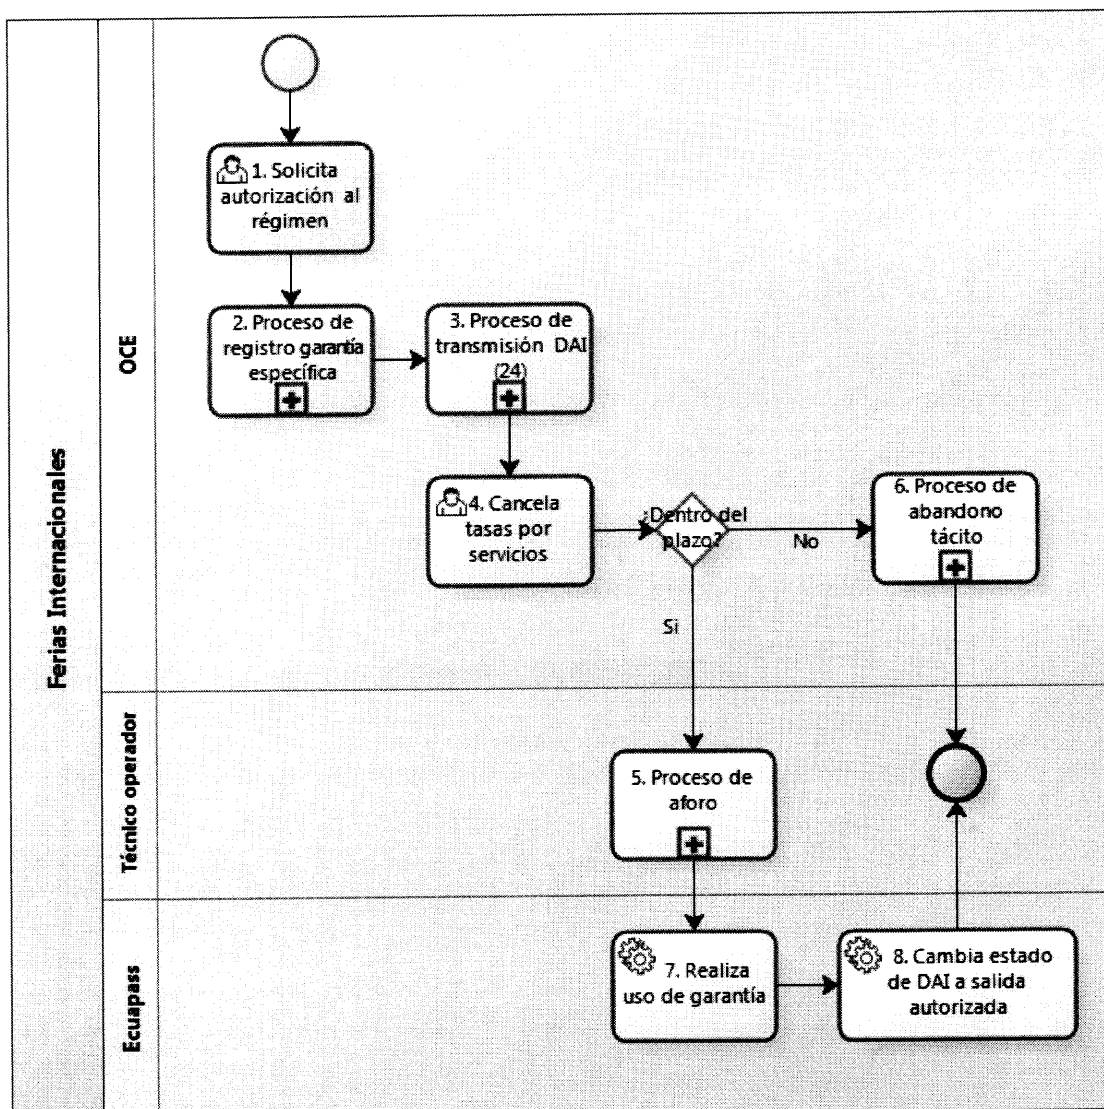 Ferias Internacionales
OCE
1. Solicita
autorización al
régimen
2. Proceso de
registro garantía
específica
3. Proceso de
transmisión DAI
(24)
4. Cancela
tasas por
servicios
¿Dentro del
plazo?
No
Si
6. Proceso de
abandono
tácito
Técnico operador
5. Proceso de
aforo
Ecuapass
7. Realiza
uso de garantía
8. Cambia estado
de DAI a salida
autorizada